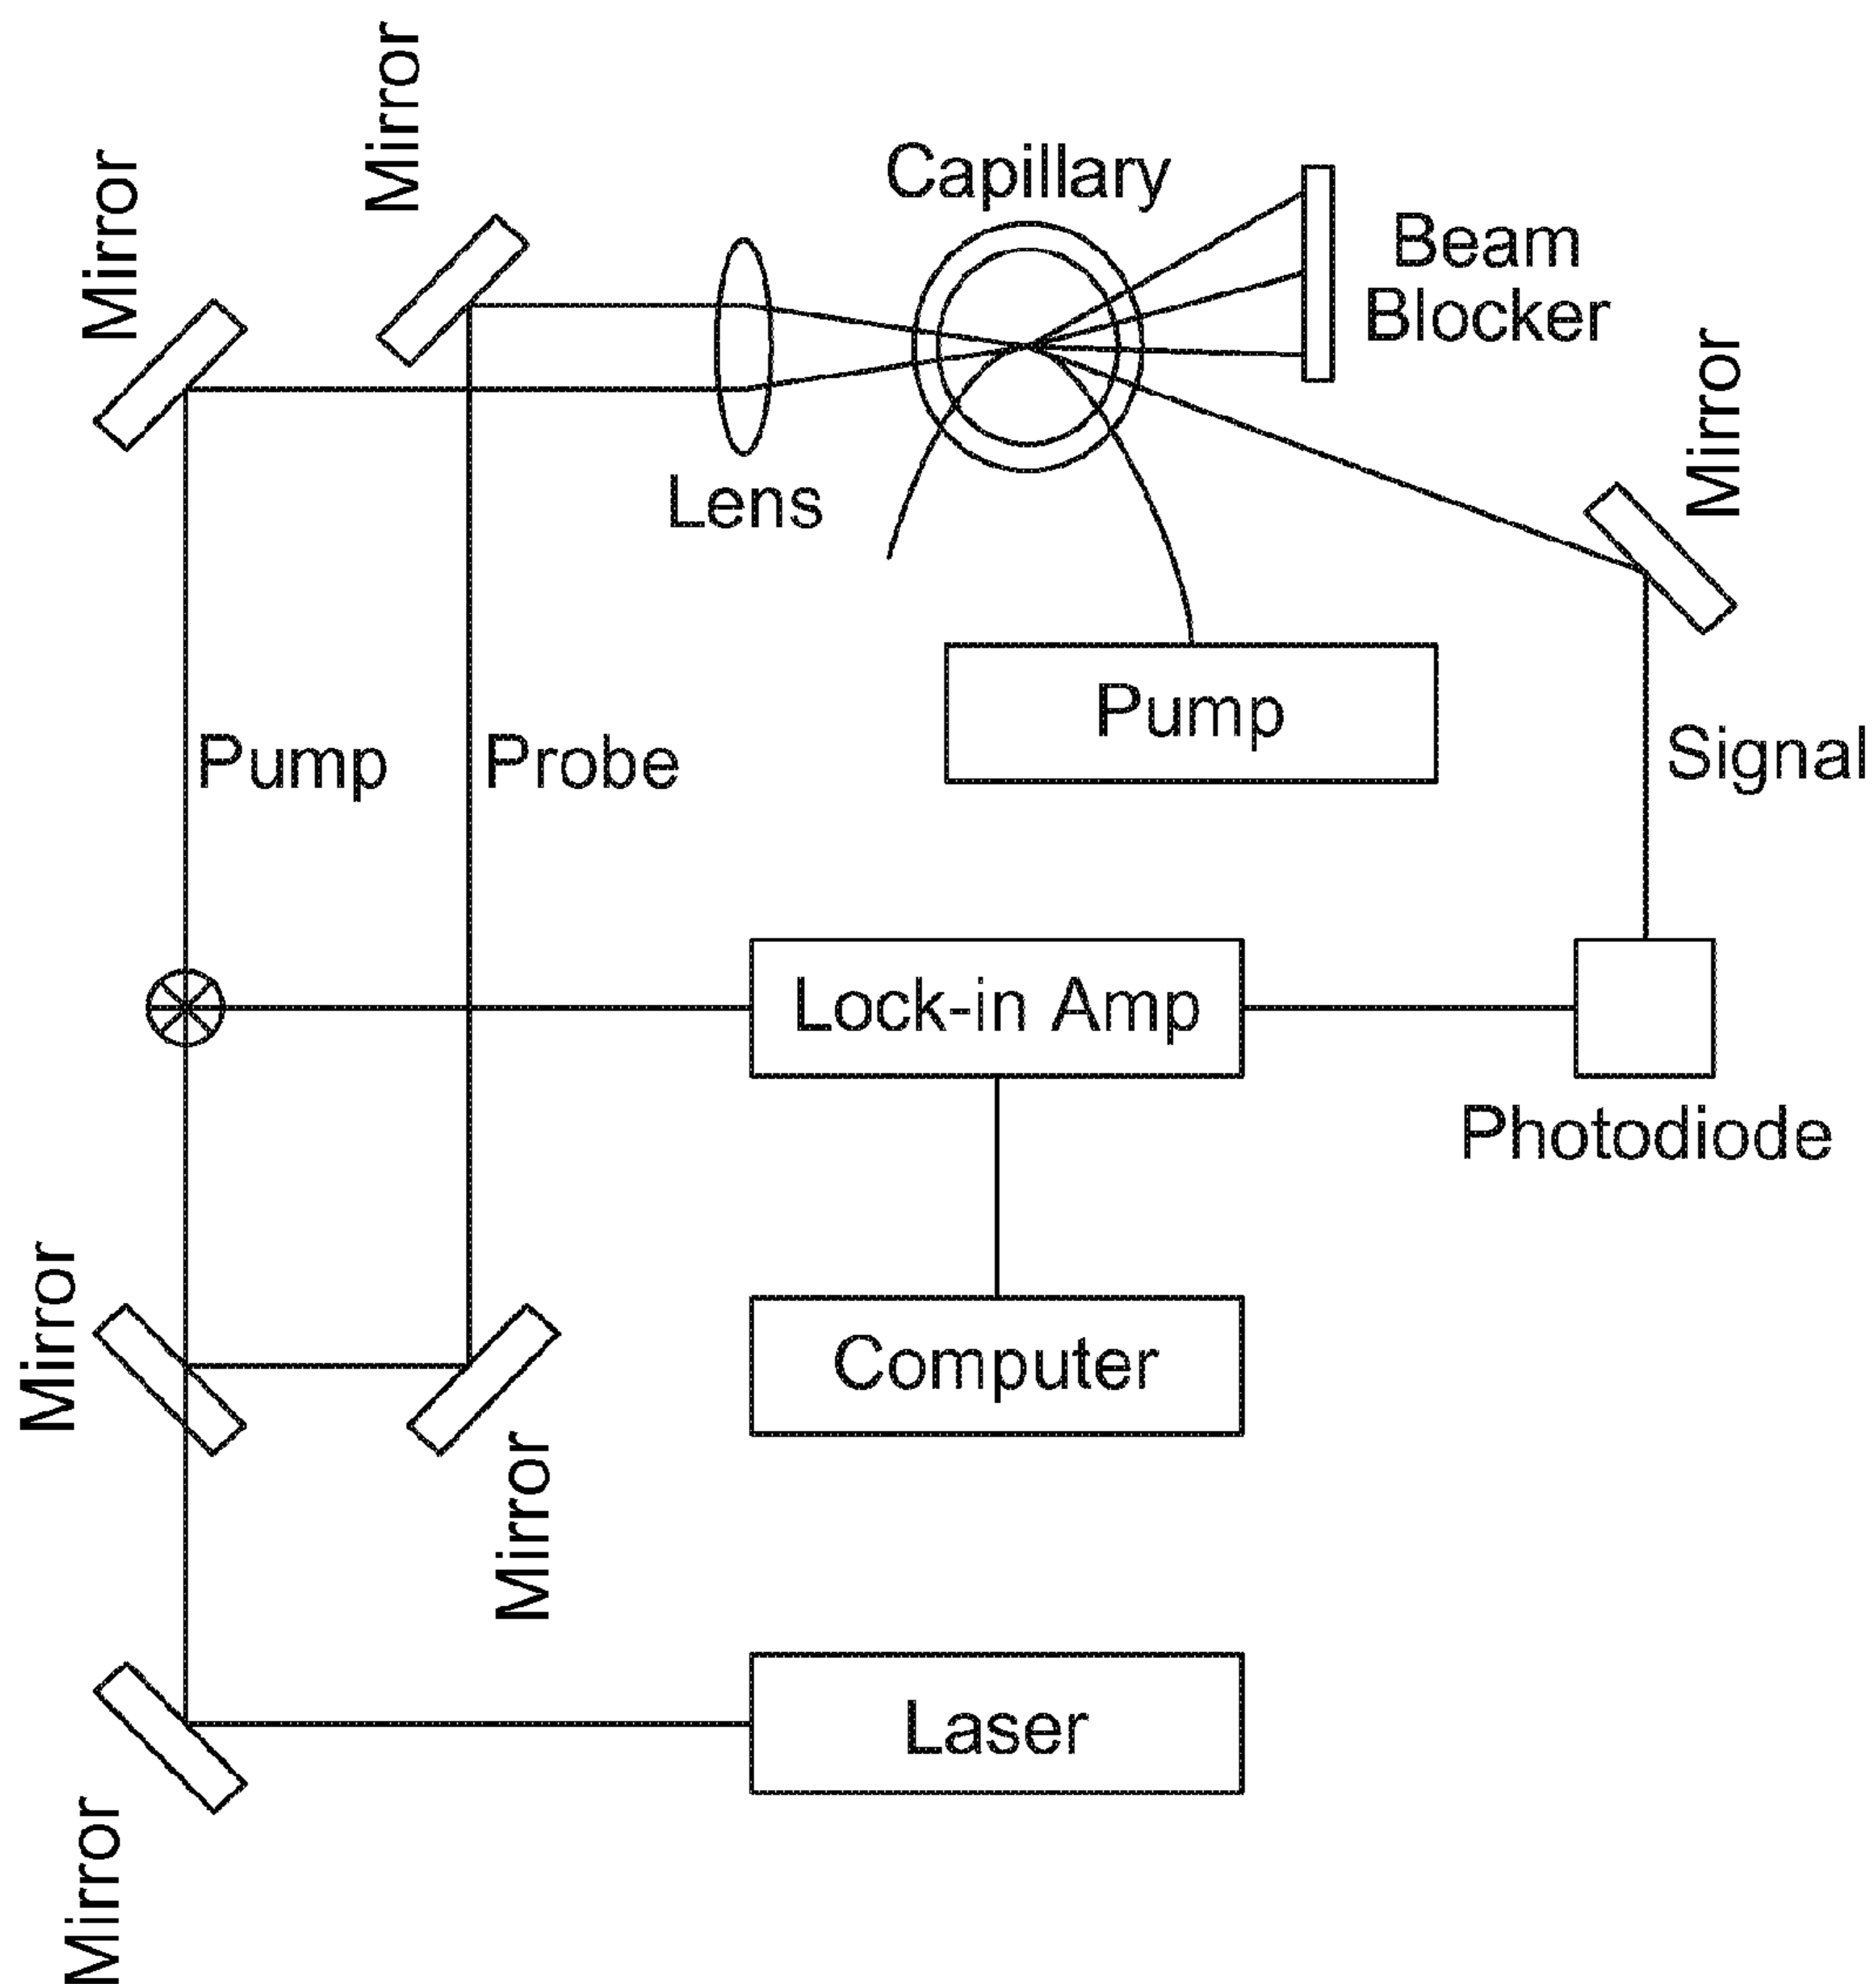 Mirror
Mirror
Capillary
Beam
Blocker
Mirror
Lens
Pump
Pump
Probe
Signal
Lock-in Amp
Photodiode
Mirror
Computer
Mirror
Laser
Mirror